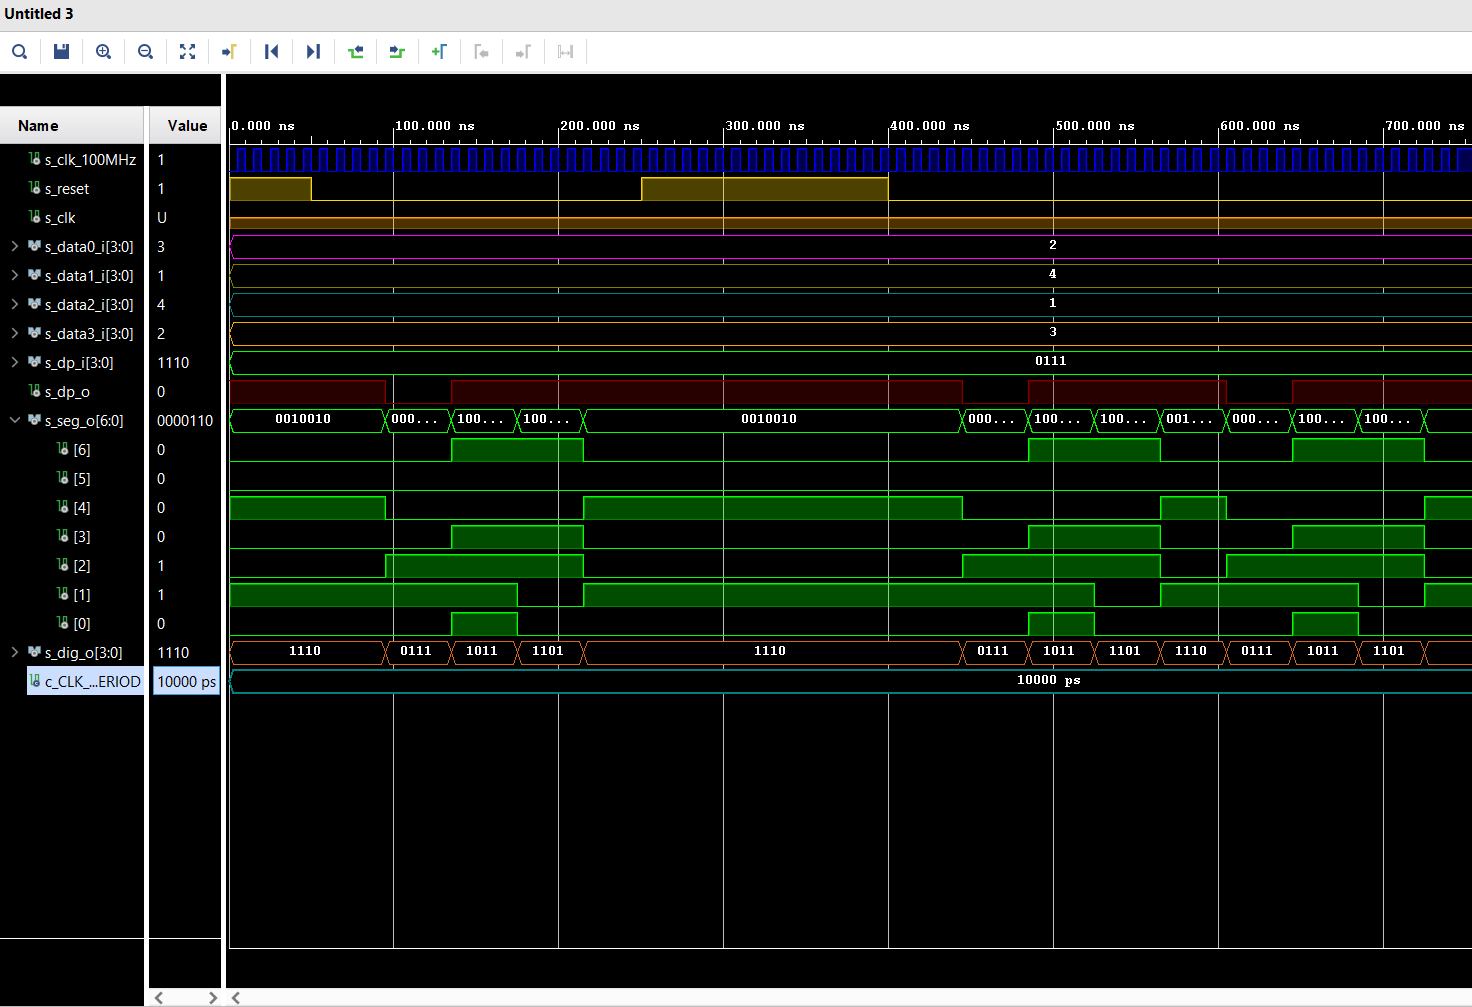 Untitled 3
Name Value 0.000 ns 100.000 ns 200.000 ns 300.000 ns 400.000 ns 500.000 ns 600.000 ns 700.000 ns
s_clk_100MHz 1
s_reset 1
s_clk U
s_data0_i[3:0] 3 2
s_data1_i[3:0] 1 4
s_data2_i[3:0] 4 1
s_data3_i[3:0] 2 3
s_dp_i[3:0] 1110 0111
s_dp_o 0
s_seg_o[6:0] 0000110 0010010 000... 100... 100... 0010010 000... 100... 100... 001... 000... 100... 100...
[6] 0
[5] 0
[4] 0
[3] 0
[2] 1
[1] 1
[0] 0
s_dig_o[3:0] 1110 1110 0111 1011 1101 1110 0111 1011 1101 1110 0111 1011 1101
c_CLK_...ERIOD 10000 ps 10000 ps